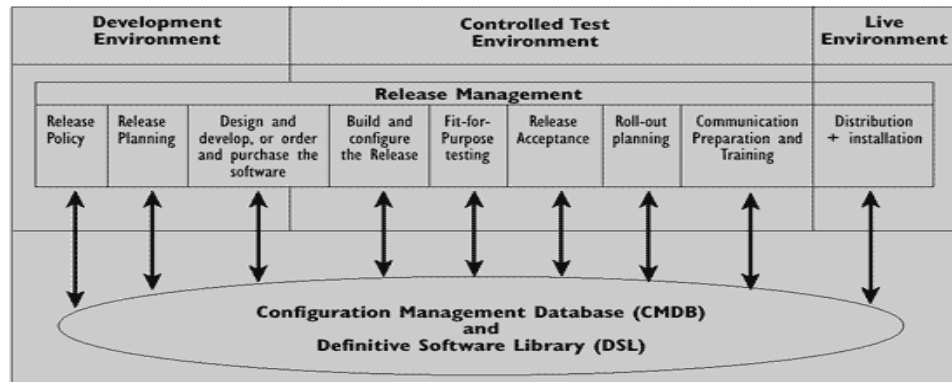 Development
Environment
Controlled Test
Environment
Live
Environment
Release Management
Release
Policy
Release
Planning
Design and
develop, or order
and purchase the
software
Build and
configure
the Release
Fit-for-
Purpose
testing
Release
Acceptance
Roll-out
planning
Communication
Preparation and
Training
Distribution
+ installation
Configuration Management Database (CMDB)
and
Definitive Software Library (DSL)